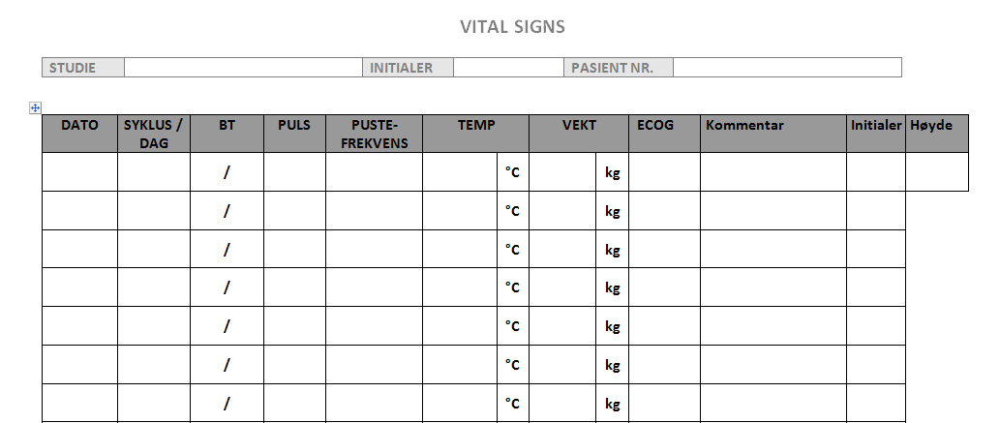 VITAL SIGNS
STUDIE INITIALER PASIENT NR.
DATO SYKLUS / DAG BT PULS PUSTE-FREKVENS TEMP VEKT ECOG Kommentar Initialer Høyde
/ °C kg
/ °C kg
/ °C kg
/ °C kg
/ °C kg
/ °C kg
/ °C kg